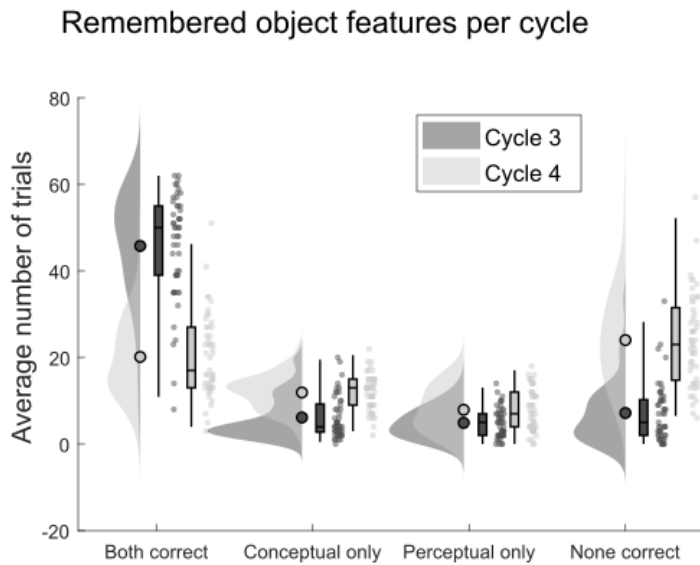 Remembered object features per cycle
Average number of trials
80
60
40
20
0
-20
Cycle 3
Cycle 4
Both correct
Conceptual only
Perceptual only
None correct